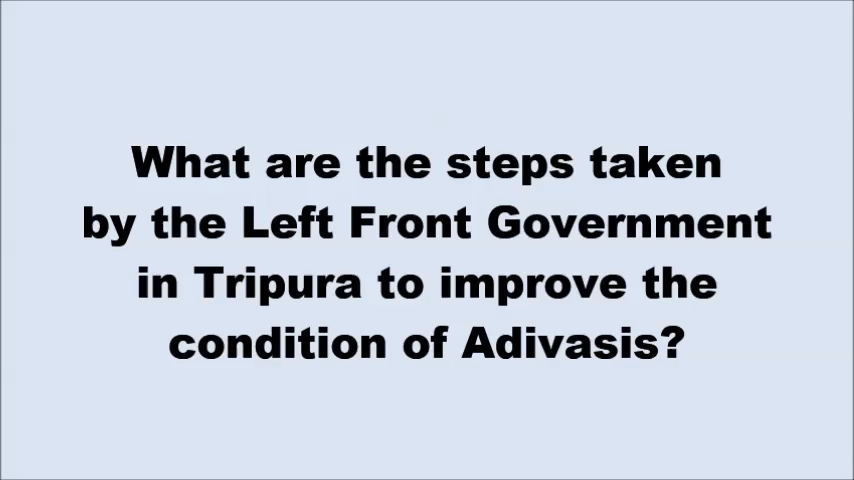 What are the steps taken
by the Left Front Government
in Tripura to improve the
condition of Adivasis?